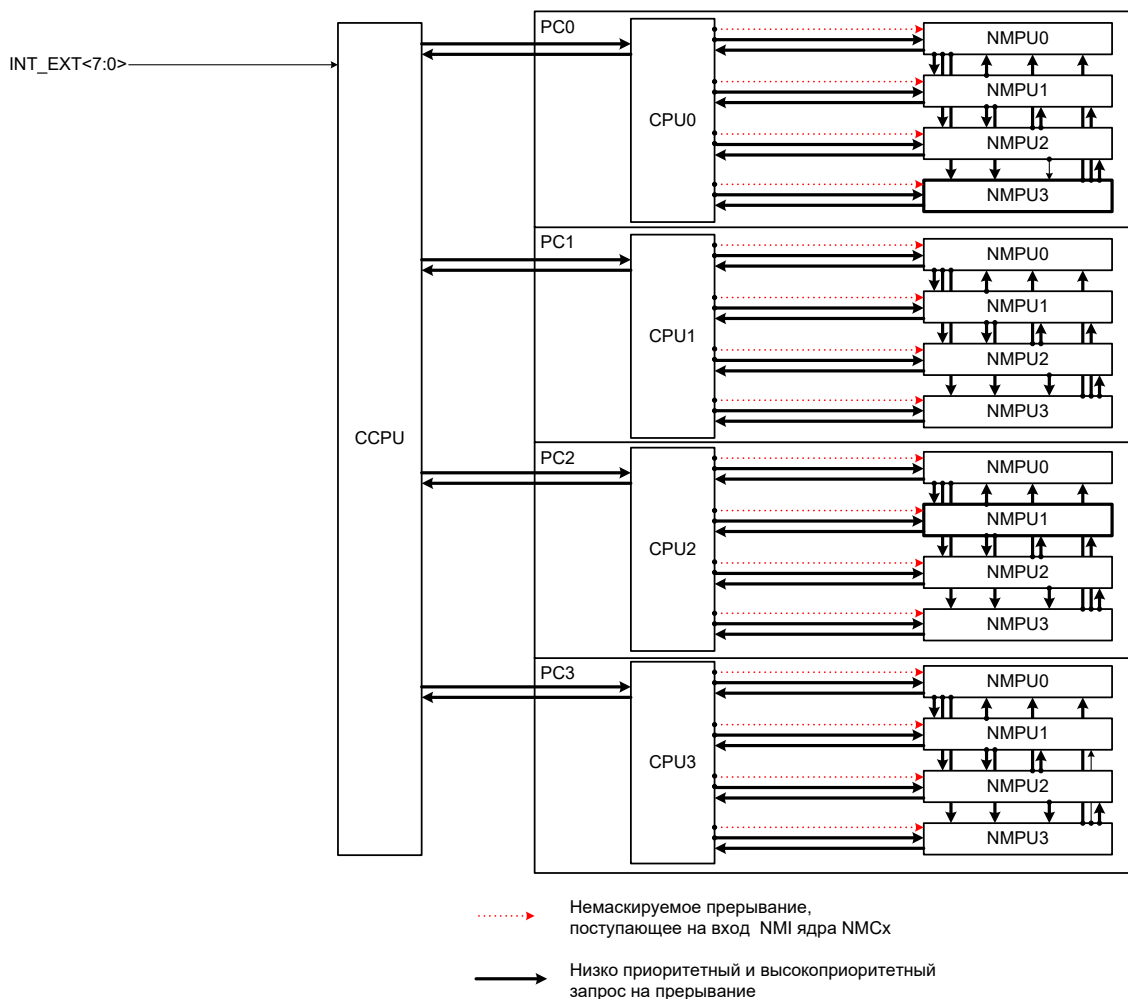 INT_EXT<7:0>
CCPU
PC0
CPU0
NMPU0
NMPU1
NMPU2
NMPU3
PC1
CPU1
NMPU0
NMPU1
NMPU2
NMPU3
PC2
CPU2
NMPU0
NMPU1
NMPU2
NMPU3
PC3
CPU3
NMPU0
NMPU1
NMPU2
NMPU3
Немаскируемое прерывание,
поступающее на вход NMI ядра NMCx
Низко приоритетный и высокоприоритетный
запрос на прерывание